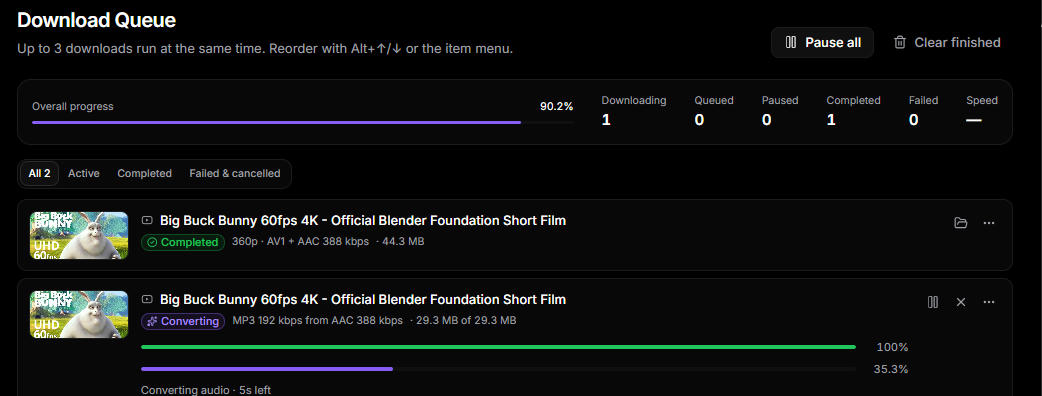 Download Queue
Up to 3 downloads run at the same time. Reorder with Alt+↑/↓ or the item menu.
Pause all
Clear finished
Overall progress
90.2%
Downloading
1
Queued
0
Paused
0
Completed
1
Failed
0
Speed
—
All 2
Active
Completed
Failed & cancelled
Big Buck BUNNY
UHD
60fps
Big Buck Bunny 60fps 4K - Official Blender Foundation Short Film
Completed
360p · AV1 + AAC 388 kbps · 44.3 MB
Big Buck BUNNY
UHD
60fps
Big Buck Bunny 60fps 4K - Official Blender Foundation Short Film
Converting
MP3 192 kbps from AAC 388 kbps · 29.3 MB of 29.3 MB
100%
35.3%
Converting audio · 5s left